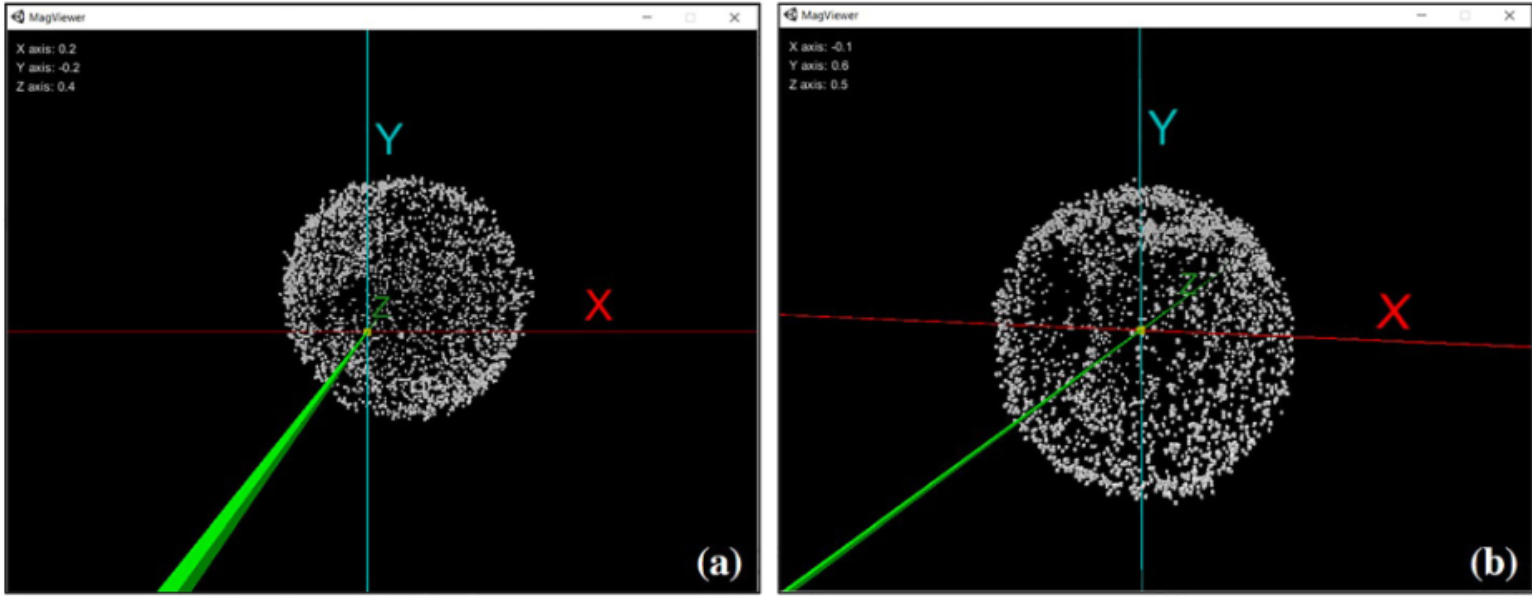 MagViewer
X axis: 0.2
Y axis: -0.2
Z axis: 0.4
Y
Z
X
(a)
MagViewer
X axis: -0.1
Y axis: 0.6
Z axis: 0.5
Y
Z
X
(b)